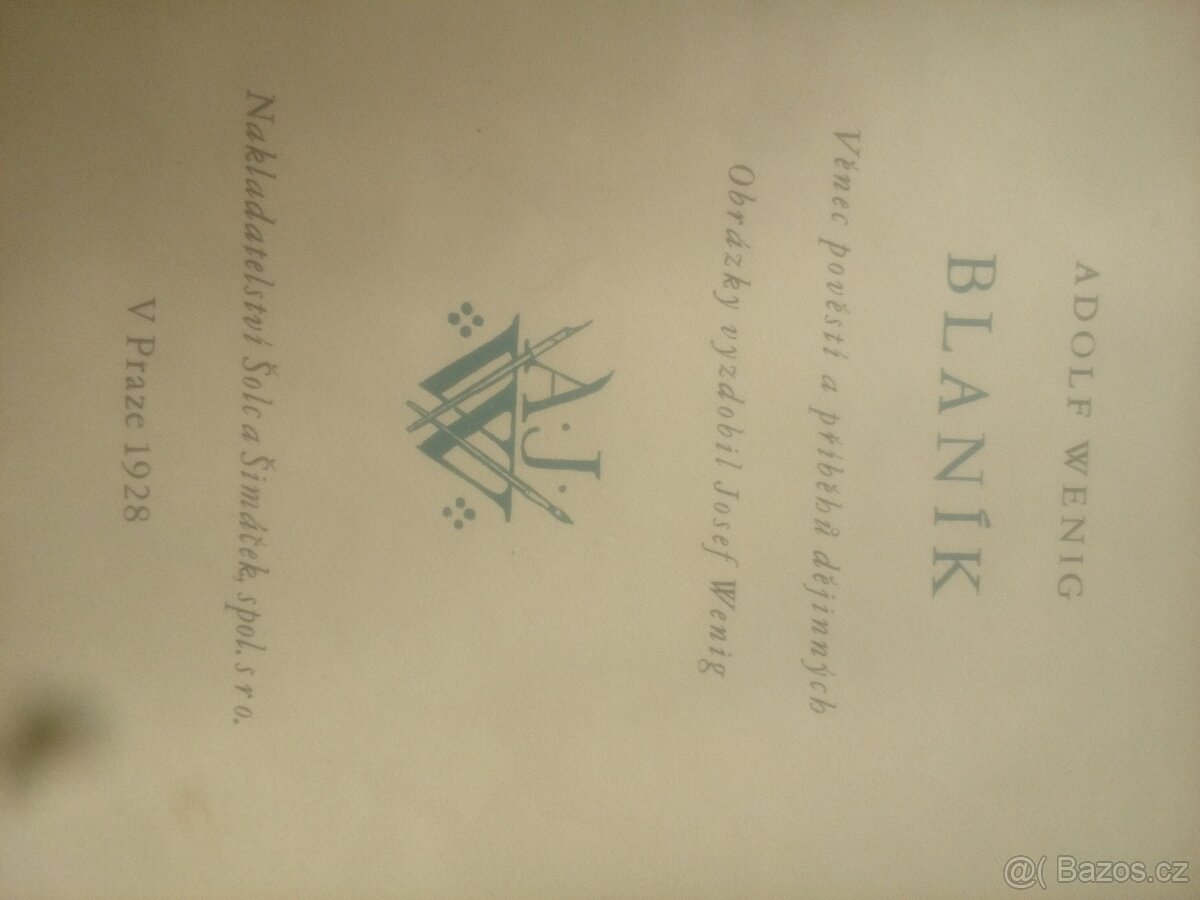 ADOLF WENIG
BLANÍK
Věnec pověstí a příběhů dějinných
Obrázky vyzdobil Josef Wenig
A.J.
W
Nakladatelství Šolc a Šimáček, spol. s r o.
V Praze 1928
@( Bazos.cz